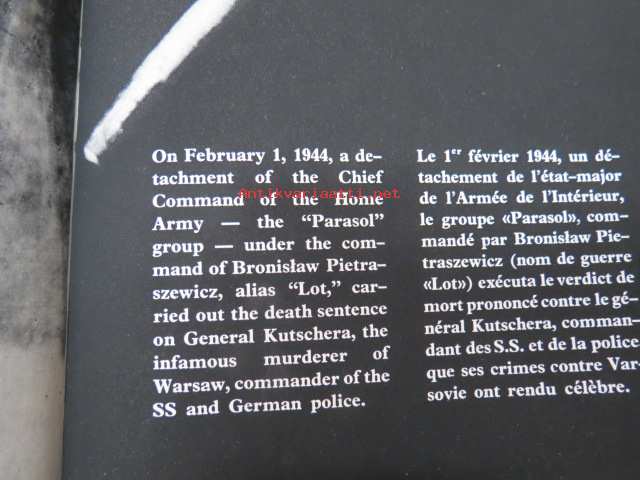 On February 1, 1944, a de-
tachment of the Chief
Command of the Home
Army — the “Parasol”
group — under the com-
mand of Bronisław Pietra-
szewicz, alias “Lot,” car-
ried out the death sentence
on General Kutschera, the
infamous murderer of
Warsaw, commander of the
SS and German police.
Le 1er février 1944, un dé-
tachement de l’état-major
de l’Armée de l’Intérieur,
le groupe «Parasol», com-
mandé par Bronisław Pie-
traszewicz (nom de guerre
«Lot») exécuta le verdict de
mort prononcé contre le gé-
néral Kutschera, comman-
dant des S.S. et de la police
que ses crimes contre Var-
sovie ont rendu célèbre.
Antikvariaatti.net